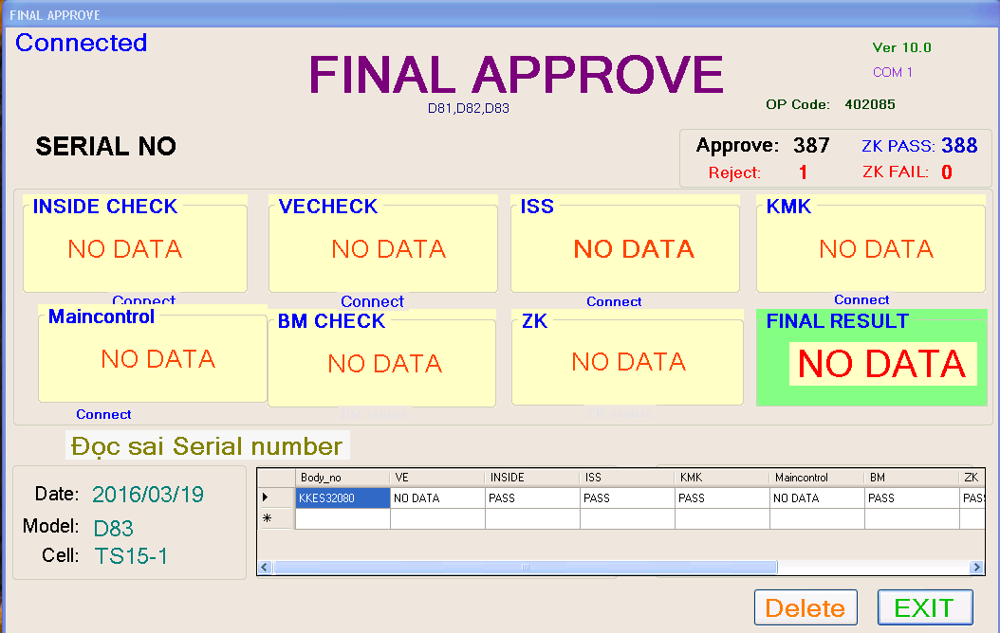 FINAL APPROVE
Connected
FINAL APPROVE
D81,D82,D83
Ver 10.0
COM 1
OP Code: 402085
SERIAL NO
Approve: 387 ZK PASS: 388
Reject: 1 ZK FAIL: 0
INSIDE CHECK VECHECK ISS KMK
NO DATA NO DATA NO DATA NO DATA
Connect Connect Connect Connect
Maincontrol BM CHECK ZK FINAL RESULT
NO DATA NO DATA NO DATA NO DATA
Connect
Đọc sai Serial number
Date: 2016/03/19
Model: D83
Cell: TS15-1
Body_no VE INSIDE ISS KMK Maincontrol BM ZK
KKES32080 NO DATA PASS PASS PASS NO DATA PASS PAS
Delete EXIT